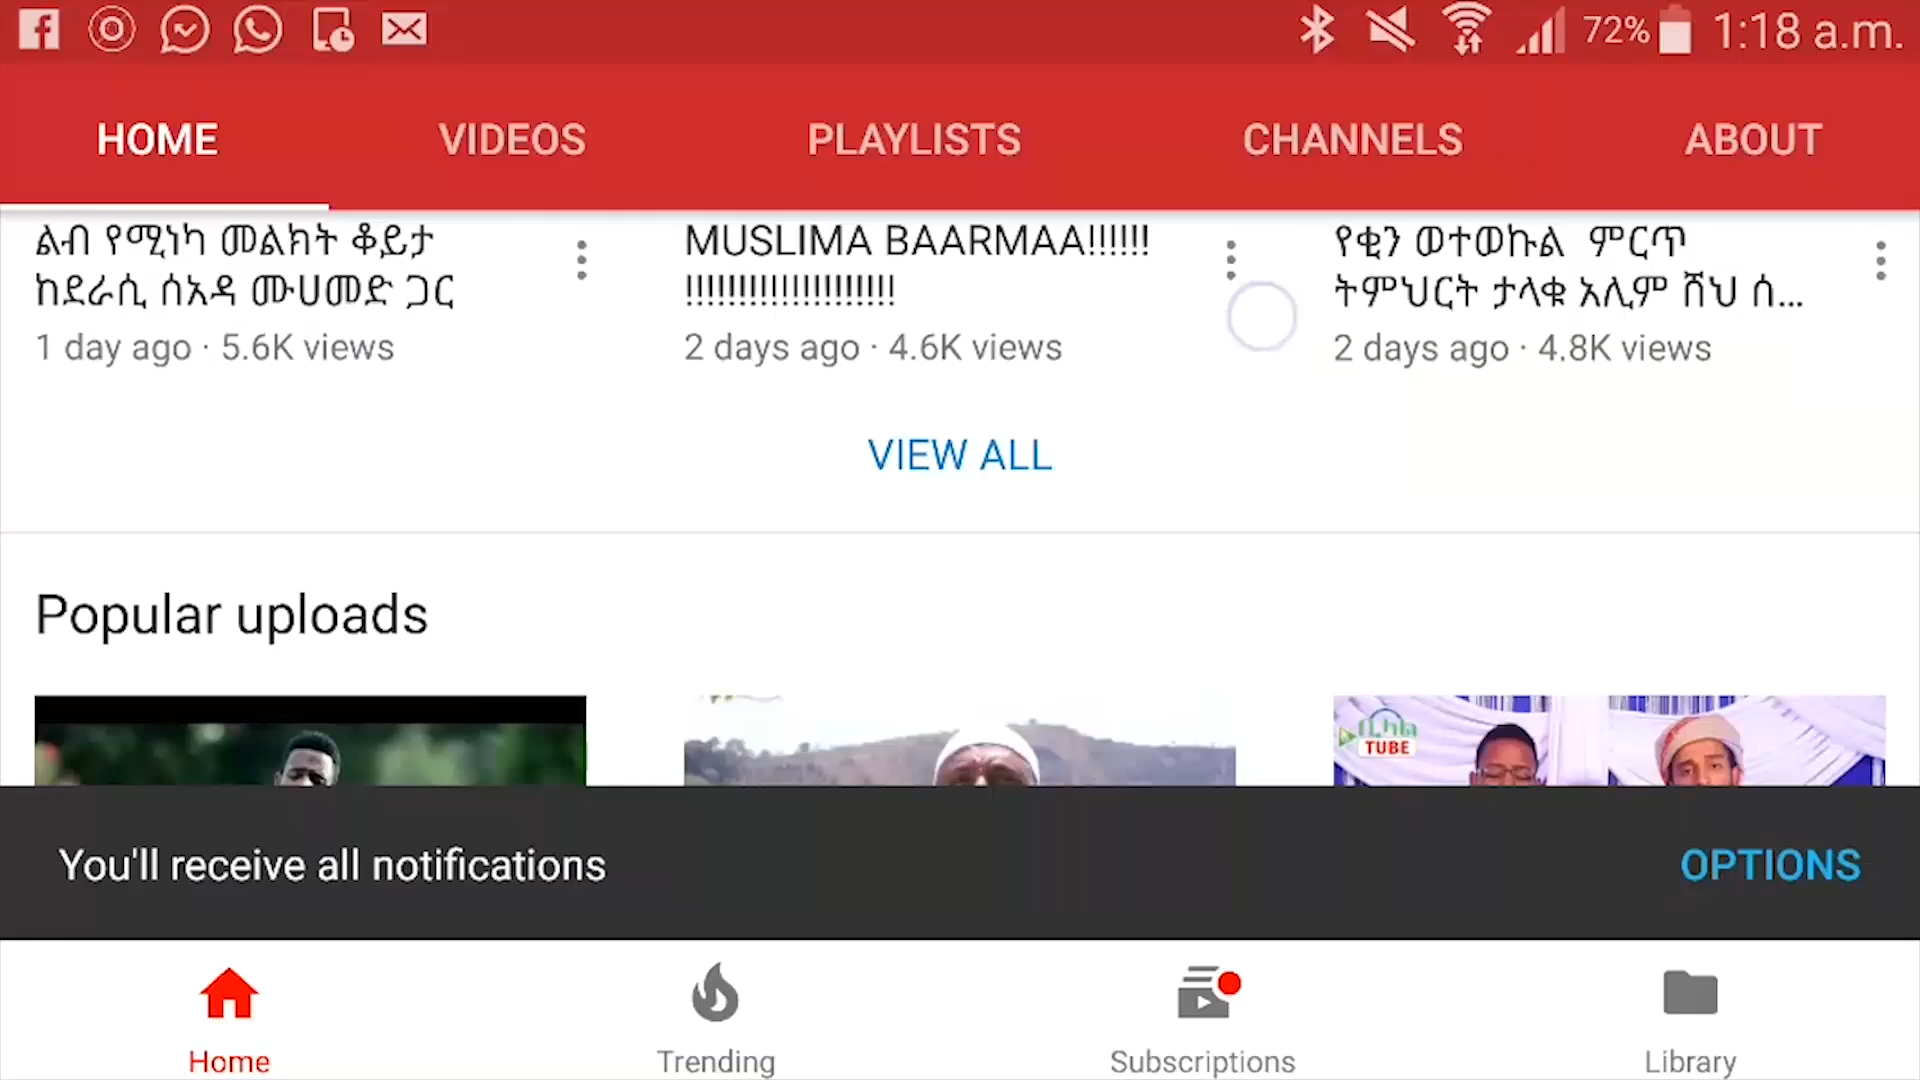 72% 1:18 a.m.
HOME VIDEOS PLAYLISTS CHANNELS ABOUT
ልብ የሚነካ መልክት ቆይታ
ከደራሲ ሰአዳ ሙሀመድ ጋር
1 day ago · 5.6K views
MUSLIMA BAARMAA!!!!!!
!!!!!!!!!!!!!!!!!!!!
2 days ago · 4.6K views
የቂን ወተወኩል ምርጥ
ትምህርት ታላቁ አሊም ሸህ ሰ...
2 days ago · 4.8K views
VIEW ALL
Popular uploads
ቢላል
TUBE
You'll receive all notifications
OPTIONS
Home Trending Subscriptions Library